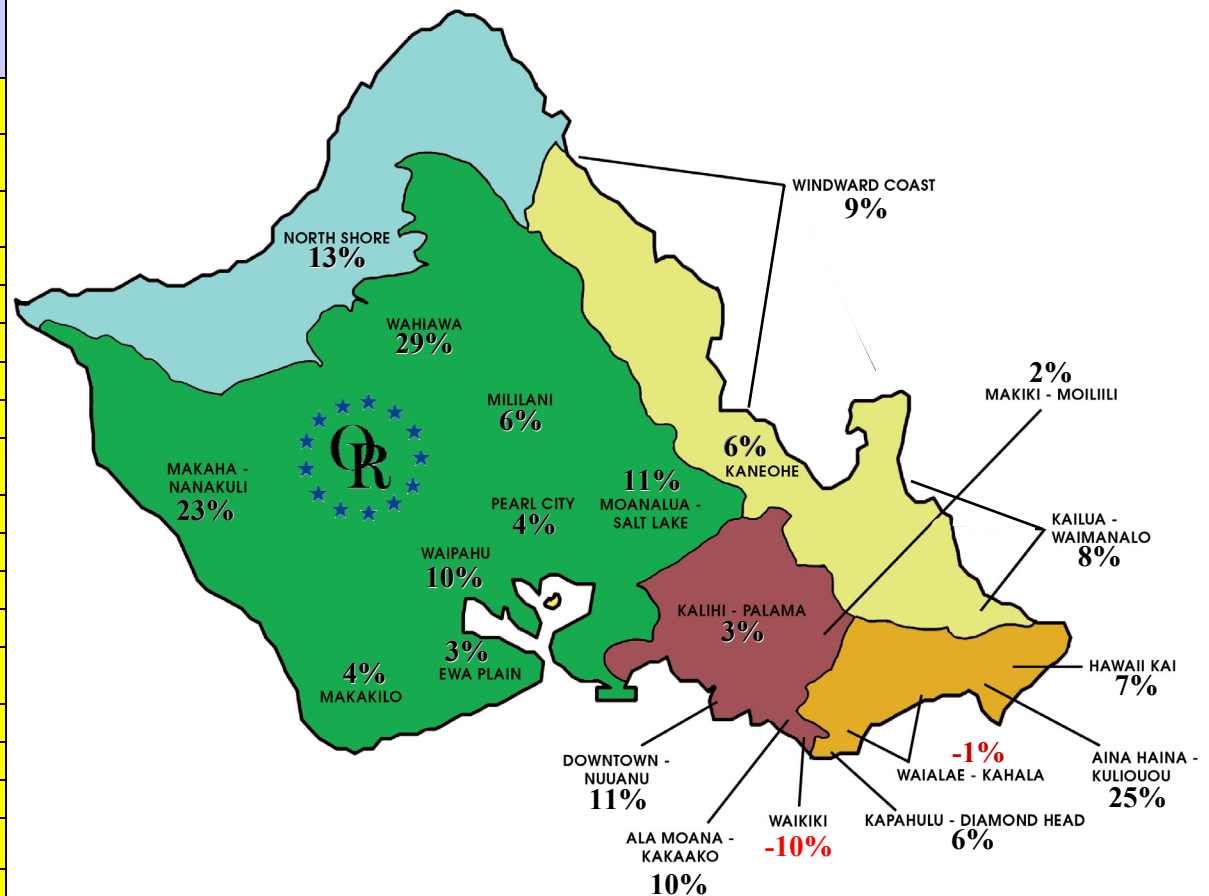 WINDWARD COAST
9%
NORTH SHORE
13%
WAHIAWA
29%
2%
MAKIKI - MOILIILI
MILILANI
6%
6%
KANEOHE
OR
MAKAHA -
NANAKULI
23%
11%
MOANALUA -
SALT LAKE
PEARL CITY
4%
KAILUA -
WAIMANALO
8%
WAIPAHU
10%
KALIHI - PALAMA
3%
3%
EWA PLAIN
4%
MAKAKILO
HAWAII KAI
7%
DOWNTOWN -
NUUANU
11%
-1%
WAIALAE - KAHALA
AINA HAINA -
KULIOUOU
25%
WAIKIKI
-10%
KAPAHULU - DIAMOND HEAD
6%
ALA MOANA -
KAKAAKO
10%